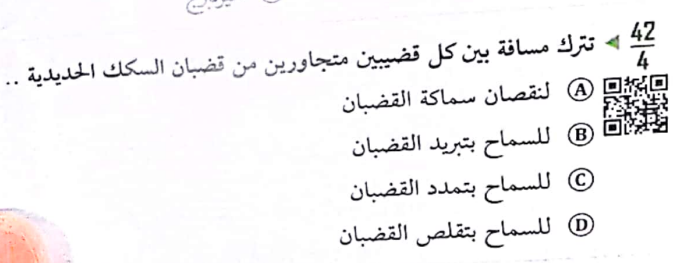 42
4
تترك مسافة بين كل قضيبين متجاورين من قضبان السكك الحديدية ..
A لنقصان سماكة القضبان
B للسماح بتبريد القضبان
C للسماح بتمدد القضبان
D للسماح بتقلص القضبان